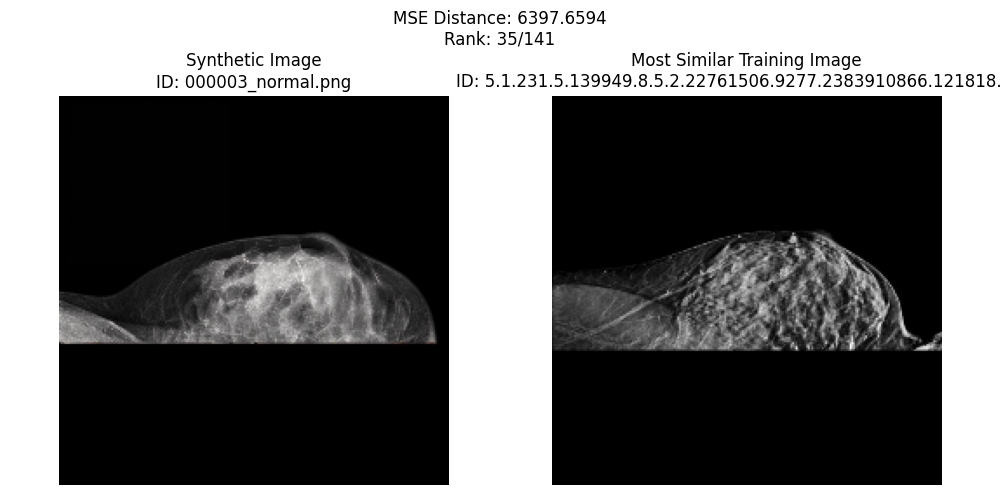 MSE Distance: 6397.6594
Rank: 35/141
Synthetic Image
ID: 000003_normal.png
Most Similar Training Image
ID: 5.1.231.5.139949.8.5.2.22761506.9277.2383910866.121818.